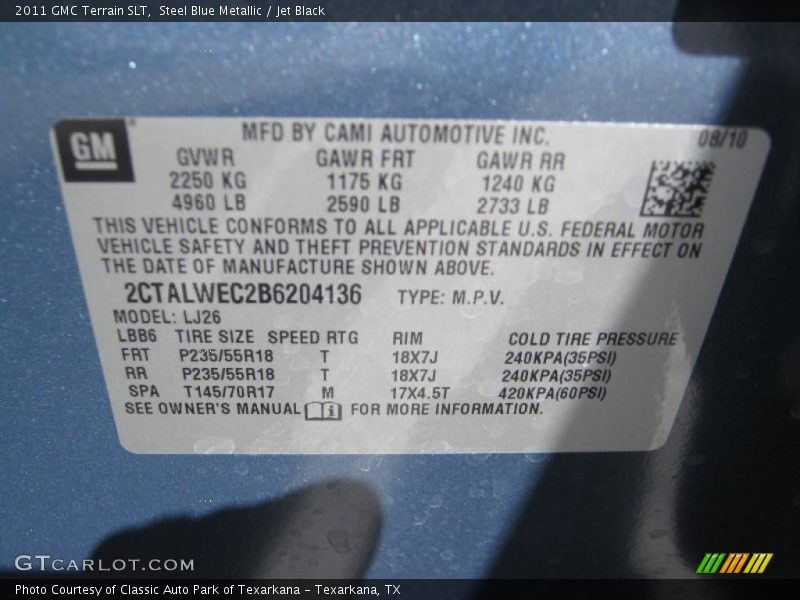 2011 GMC Terrain SLT, Steel Blue Metallic / Jet Black
GM
MFD BY CAMI AUTOMOTIVE INC. 08/10
GVWR GAWR FRT GAWR RR
2250 KG 1175 KG 1240 KG
4960 LB 2590 LB 2733 LB
THIS VEHICLE CONFORMS TO ALL APPLICABLE U.S. FEDERAL MOTOR
VEHICLE SAFETY AND THEFT PREVENTION STANDARDS IN EFFECT ON
THE DATE OF MANUFACTURE SHOWN ABOVE.
2CTALWEC2B6204136 TYPE: M.P.V.
MODEL: LJ26
LBB6 TIRE SIZE SPEED RTG RIM COLD TIRE PRESSURE
FRT P235/55R18 T 18X7J 240KPA(35PSI)
RR P235/55R18 T 18X7J 240KPA(35PSI)
SPA T145/70R17 M 17X4.5T 420KPA(60PSI)
SEE OWNER'S MANUAL FOR MORE INFORMATION.
GTCARLOT.COM
Photo Courtesy of Classic Auto Park of Texarkana - Texarkana, TX